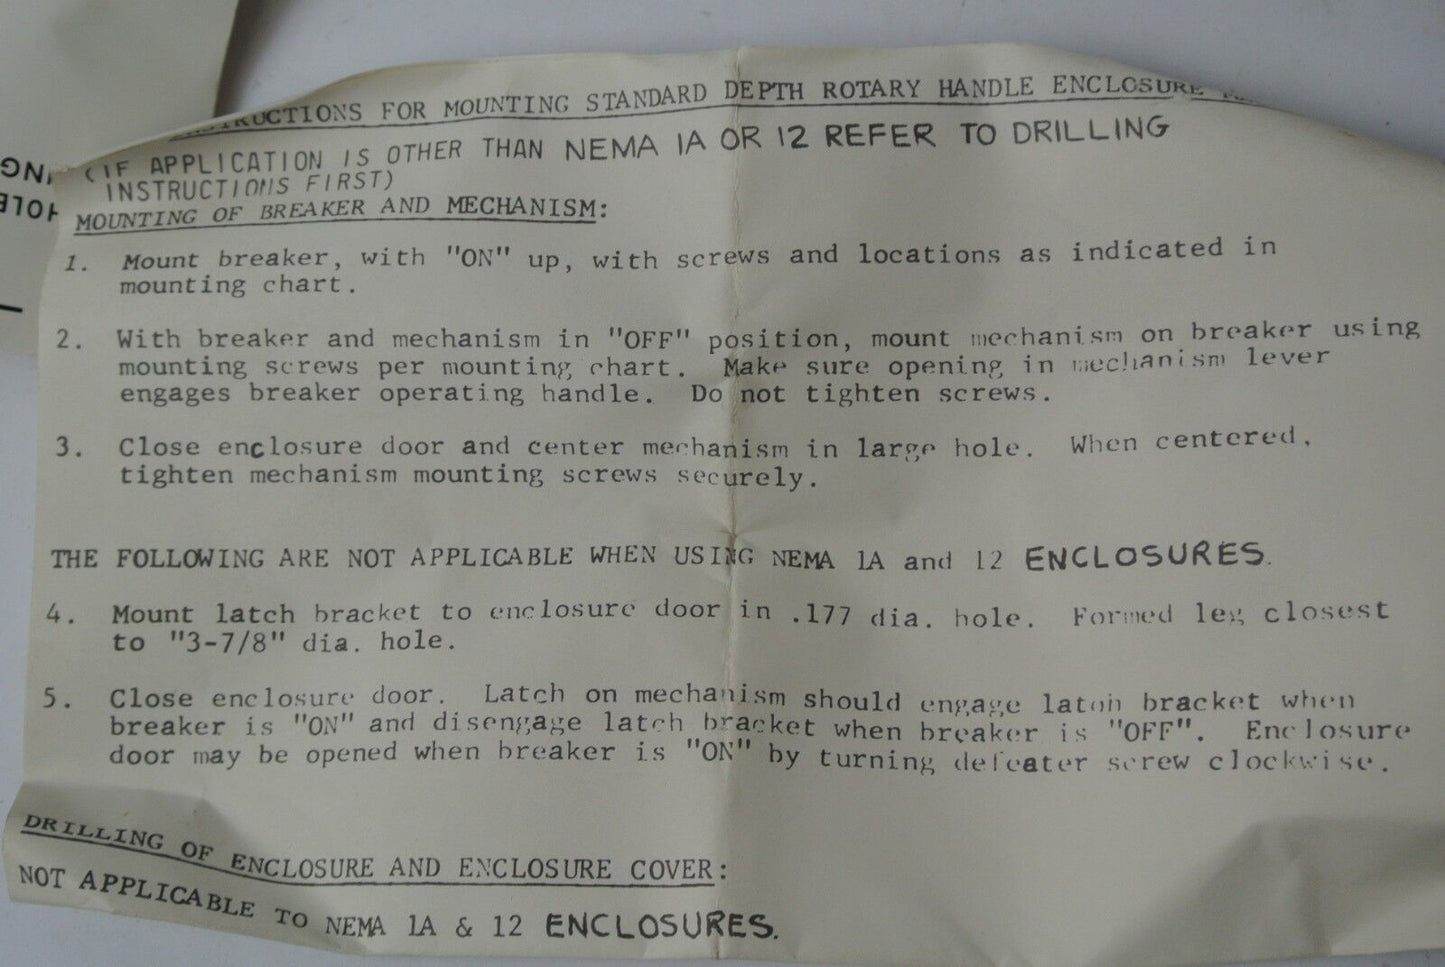 INSTRUCTIONS FOR MOUNTING STANDARD DEPTH ROTARY HANDLE ENCLOSURE
(IF APPLICATION IS OTHER THAN NEMA 1A OR 12 REFER TO DRILLING
INSTRUCTIONS FIRST)
MOUNTING OF BREAKER AND MECHANISM:
1. Mount breaker, with "ON" up, with screws and locations as indicated in
mounting chart.
2. With breaker and mechanism in "OFF" position, mount mechanism on breaker using
mounting screws per mounting chart. Make sure opening in mechanism lever
engages breaker operating handle. Do not tighten screws.
3. Close enclosure door and center mechanism in large hole. When centered,
tighten mechanism mounting screws securely.
THE FOLLOWING ARE NOT APPLICABLE WHEN USING NEMA 1A and 12 ENCLOSURES.
4. Mount latch bracket to enclosure door in .177 dia. hole. Formed leg closest
to "3-7/8" dia. hole.
5. Close enclosure door. Latch on mechanism should engage latch bracket when
breaker is "ON" and disengage latch bracket when breaker is "OFF". Enclosure
door may be opened when breaker is "ON" by turning defeater screw clockwise.
DRILLING OF ENCLOSURE AND ENCLOSURE COVER:
NOT APPLICABLE TO NEMA 1A & 12 ENCLOSURES.